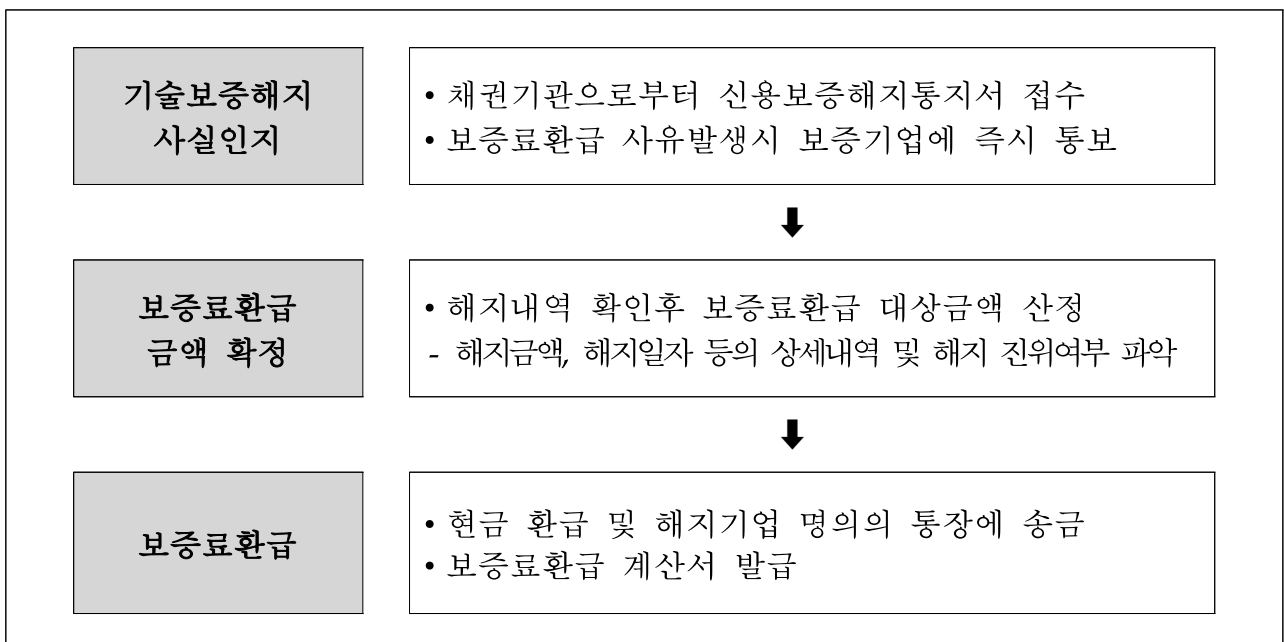 기술보증해지
사실인지
• 채권기관으로부터 신용보증해지통지서 접수
• 보증료환급 사유발생시 보증기업에 즉시 통보
보증료환급
금액 확정
• 해지내역 확인후 보증료환급 대상금액 산정
- 해지금액, 해지일자 등의 상세내역 및 해지 진위여부 파악
보증료환급
• 현금 환급 및 해지기업 명의의 통장에 송금
• 보증료환급 계산서 발급